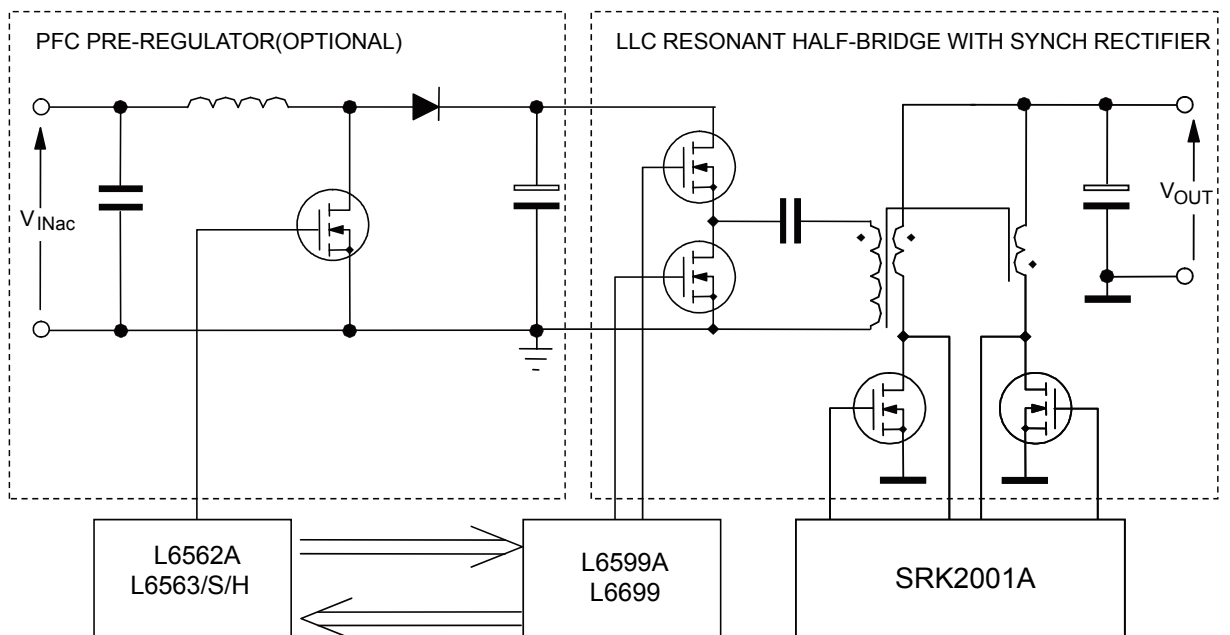 PFC PRE-REGULATOR(OPTIONAL)
LLC RESONANT HALF-BRIDGE WITH SYNCH RECTIFIER
VINac
VOUT
L6562A
L6563/S/H
L6599A
L6699
SRK2001A